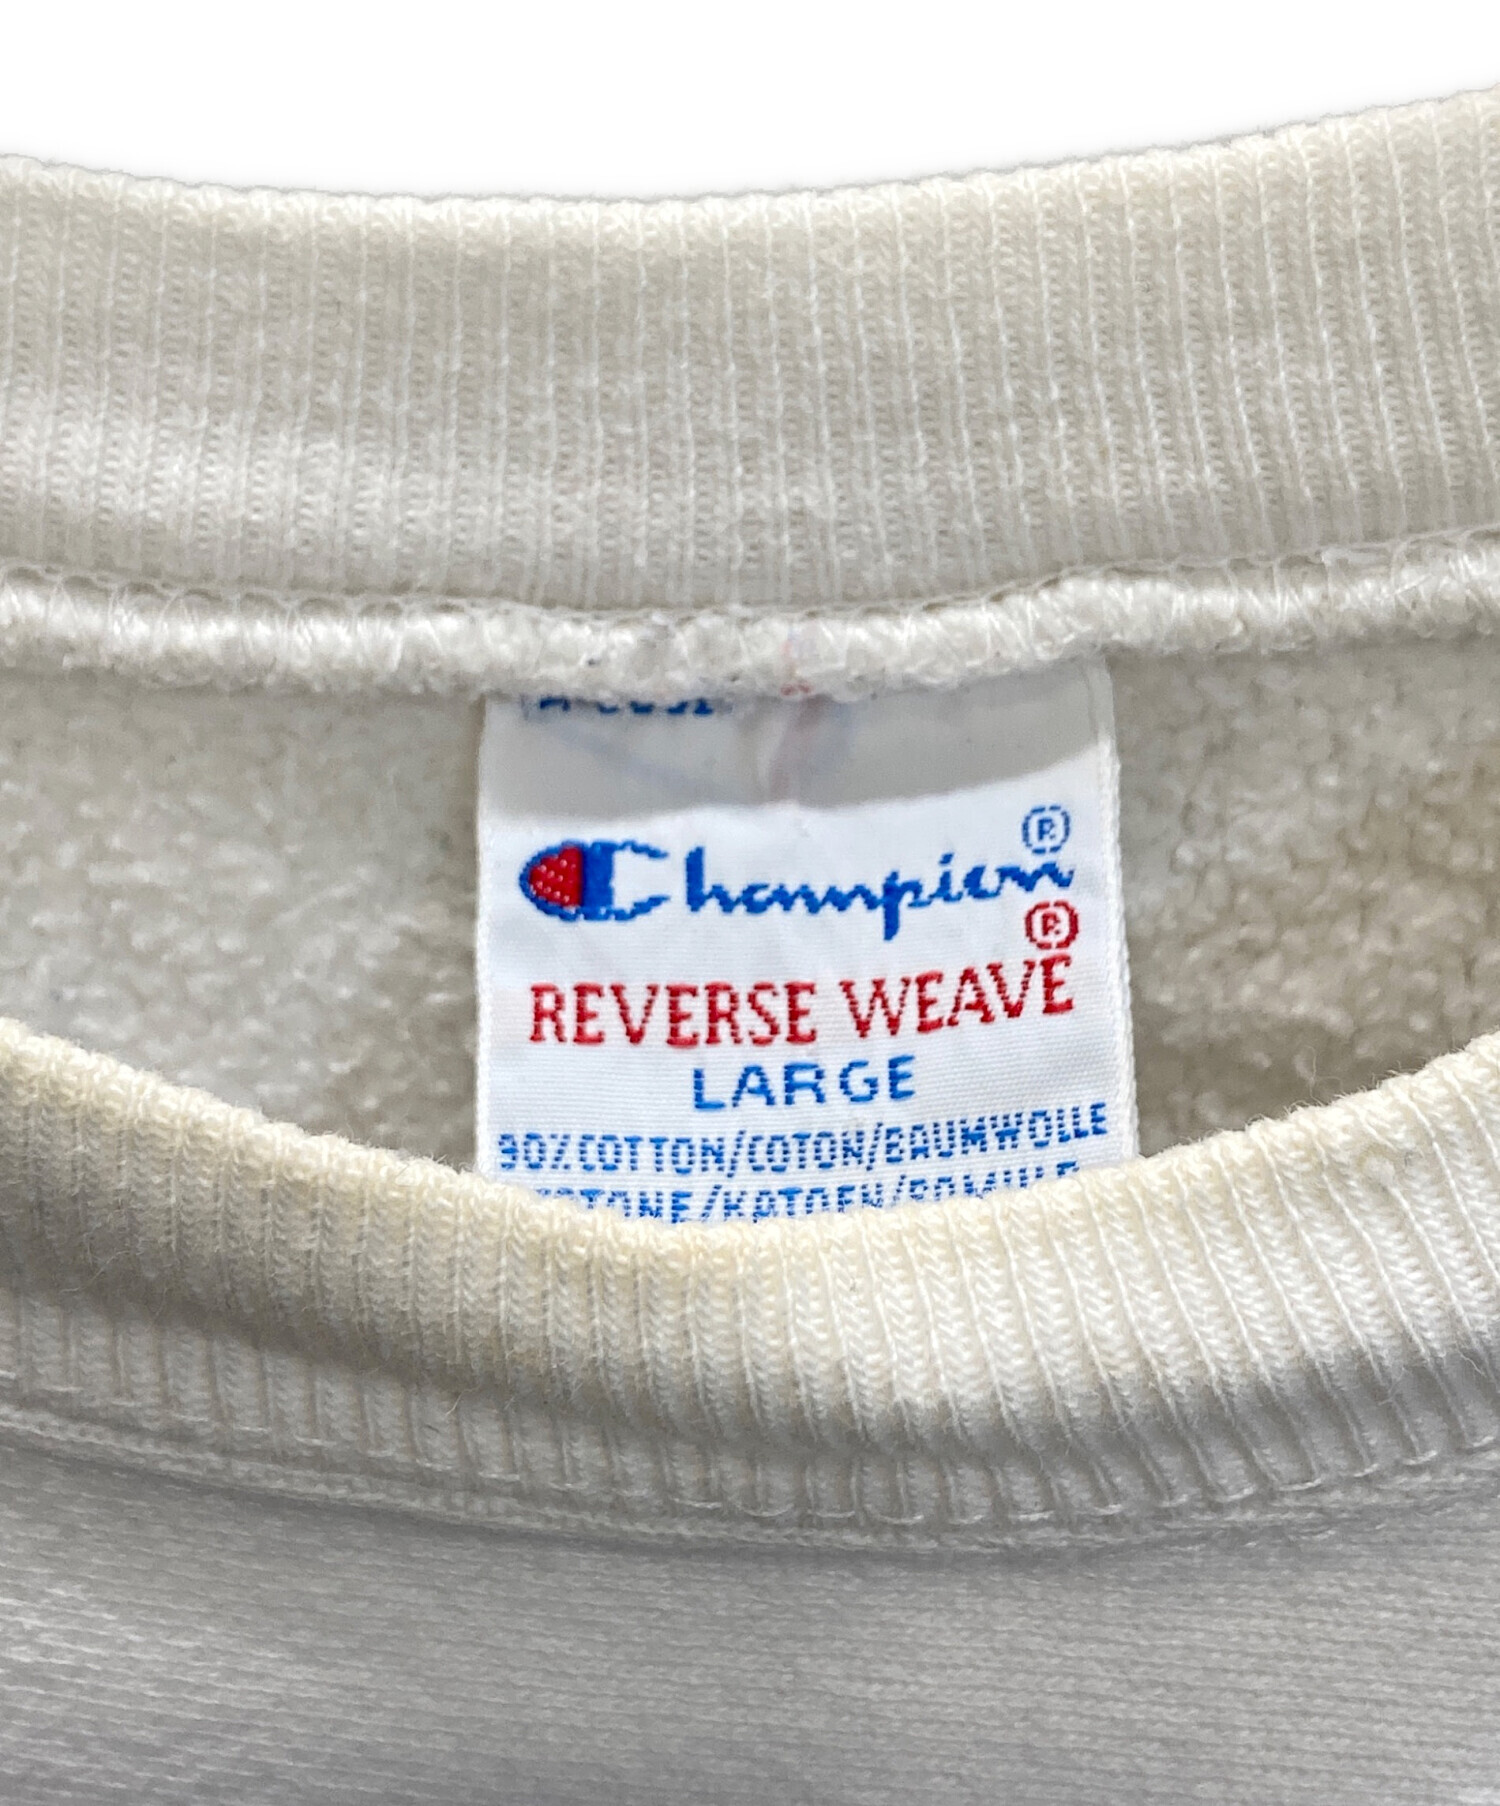 Champion®
®
REVERSE WEAVE
LARGE
90% COTTON/COTON/BAUMWOLLE